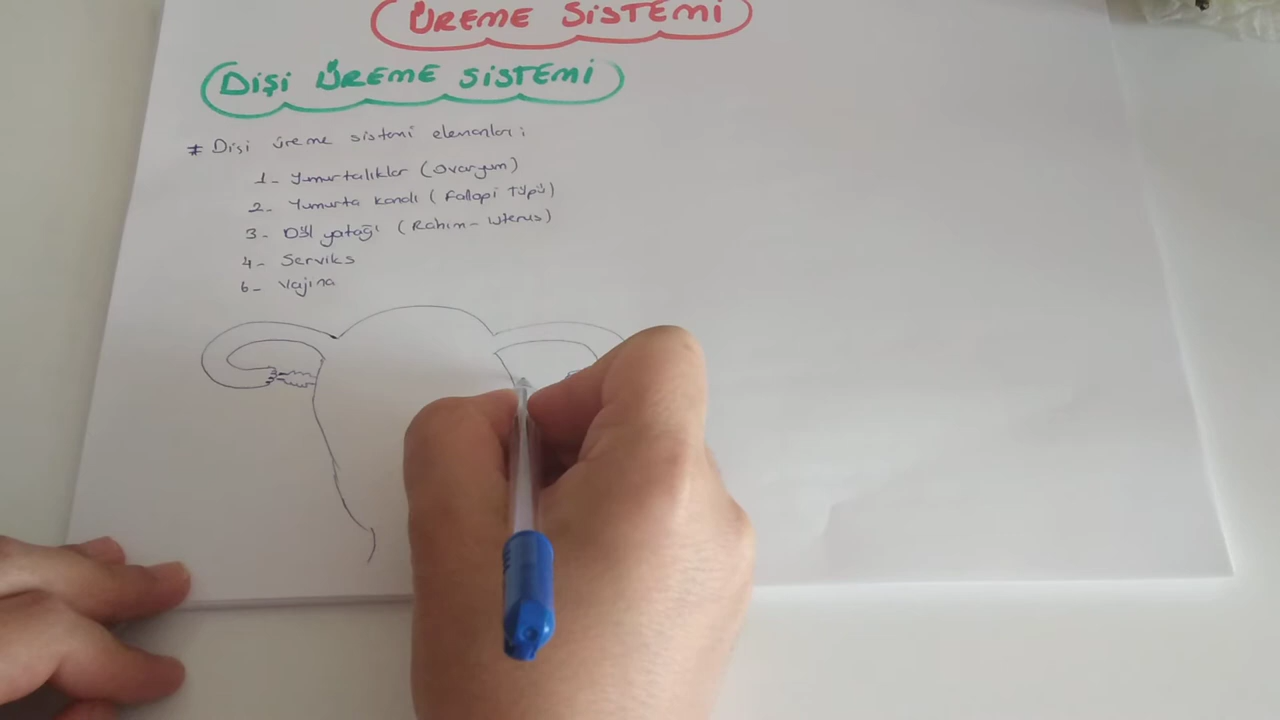 ÜREME SİSTEMİ
DİŞİ ÜREME SİSTEMİ
* Dişi üreme sistemi elemanları:
1- Yumurtalıklar (Ovaryum)
2- Yumurta kanalı (Fallopi Tüpü)
3- Döl yatağı (Rahim- Uterus)
4- Serviks
6- Vajina